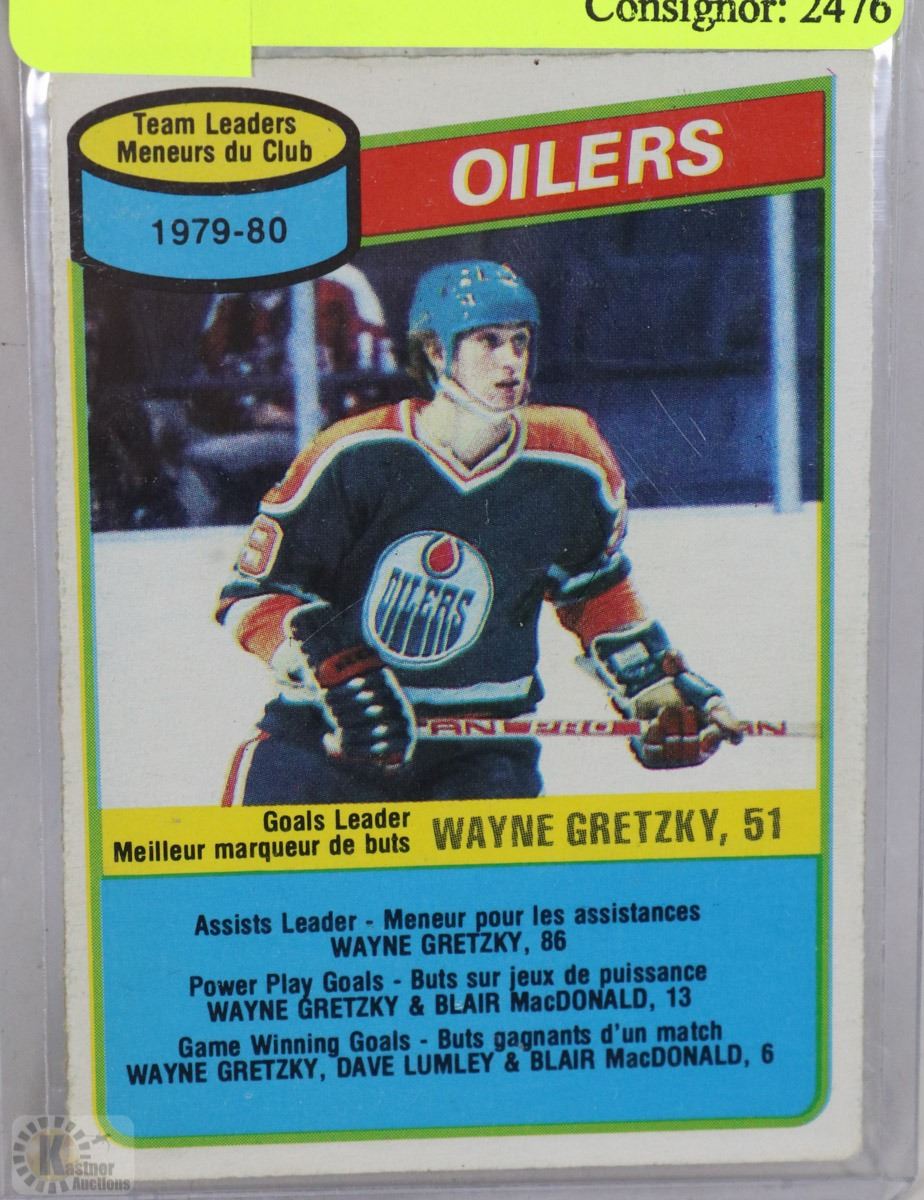 Consignor: 2476
Team Leaders
Meneurs du Club
1979-80
OILERS
OILERS
Goals Leader
Meilleur marqueur de buts
WAYNE GRETZKY, 51
Assists Leader - Meneur pour les assistances
WAYNE GRETZKY, 86
Power Play Goals - Buts sur jeux de puissance
WAYNE GRETZKY & BLAIR MacDONALD, 13
Game Winning Goals - Buts gagnants d'un match
WAYNE GRETZKY, DAVE LUMLEY & BLAIR MacDONALD, 6
Kastner
Auctions